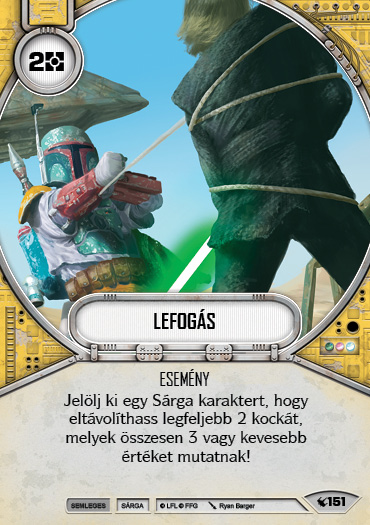 2
LEFOGÁS
ESEMÉNY
Jelölj ki egy Sárga karaktert, hogy
eltávolíthass legfeljebb 2 kockát,
melyek összesen 3 vagy kevesebb
értéket mutatnak!
SEMLEGES SÁRGA © LFL © FFG Ryan Barger 151